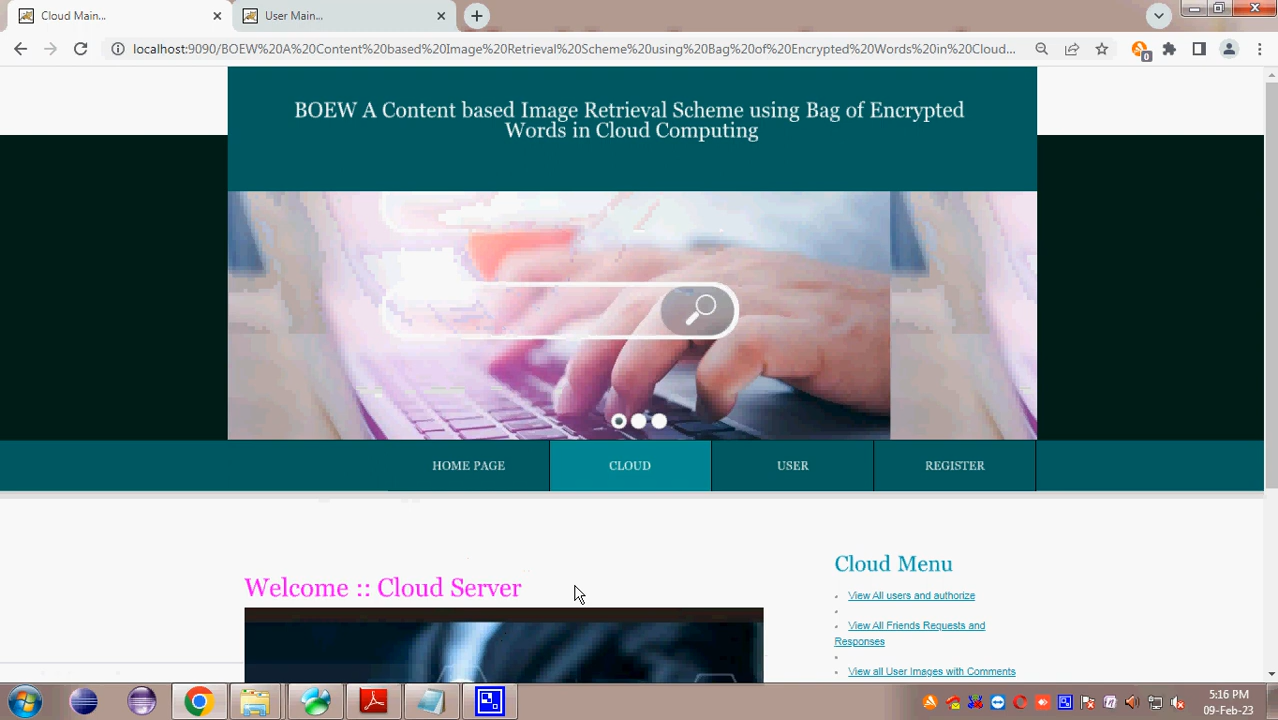 Cloud Main...
User Main...
localhost:9090/BOEW%20A%20Content%20based%20Image%20Retrieval%20Scheme%20using%20Bag%20of%20Encrypted%20Words%20in%20Cloud...
0
BOEW A Content based Image Retrieval Scheme using Bag of Encrypted
Words in Cloud Computing
HOME PAGE
CLOUD
USER
REGISTER
Welcome :: Cloud Server
Cloud Menu
View All users and authorize
View All Friends Requests and
Responses
View all User Images with Comments
5:16 PM
09-Feb-23